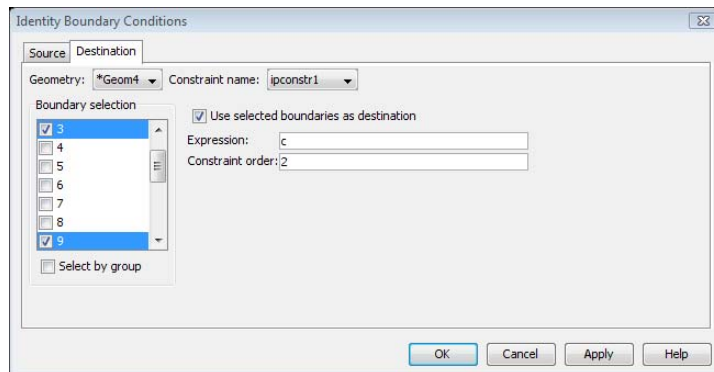 Identity Boundary Conditions
Source Destination
Geometry: *Geom4 Constraint name: ipconstr1
Boundary selection
Use selected boundaries as destination
3
4
5
6
7
8
9
Expression: c
Constraint order: 2
Select by group
OK Cancel Apply Help